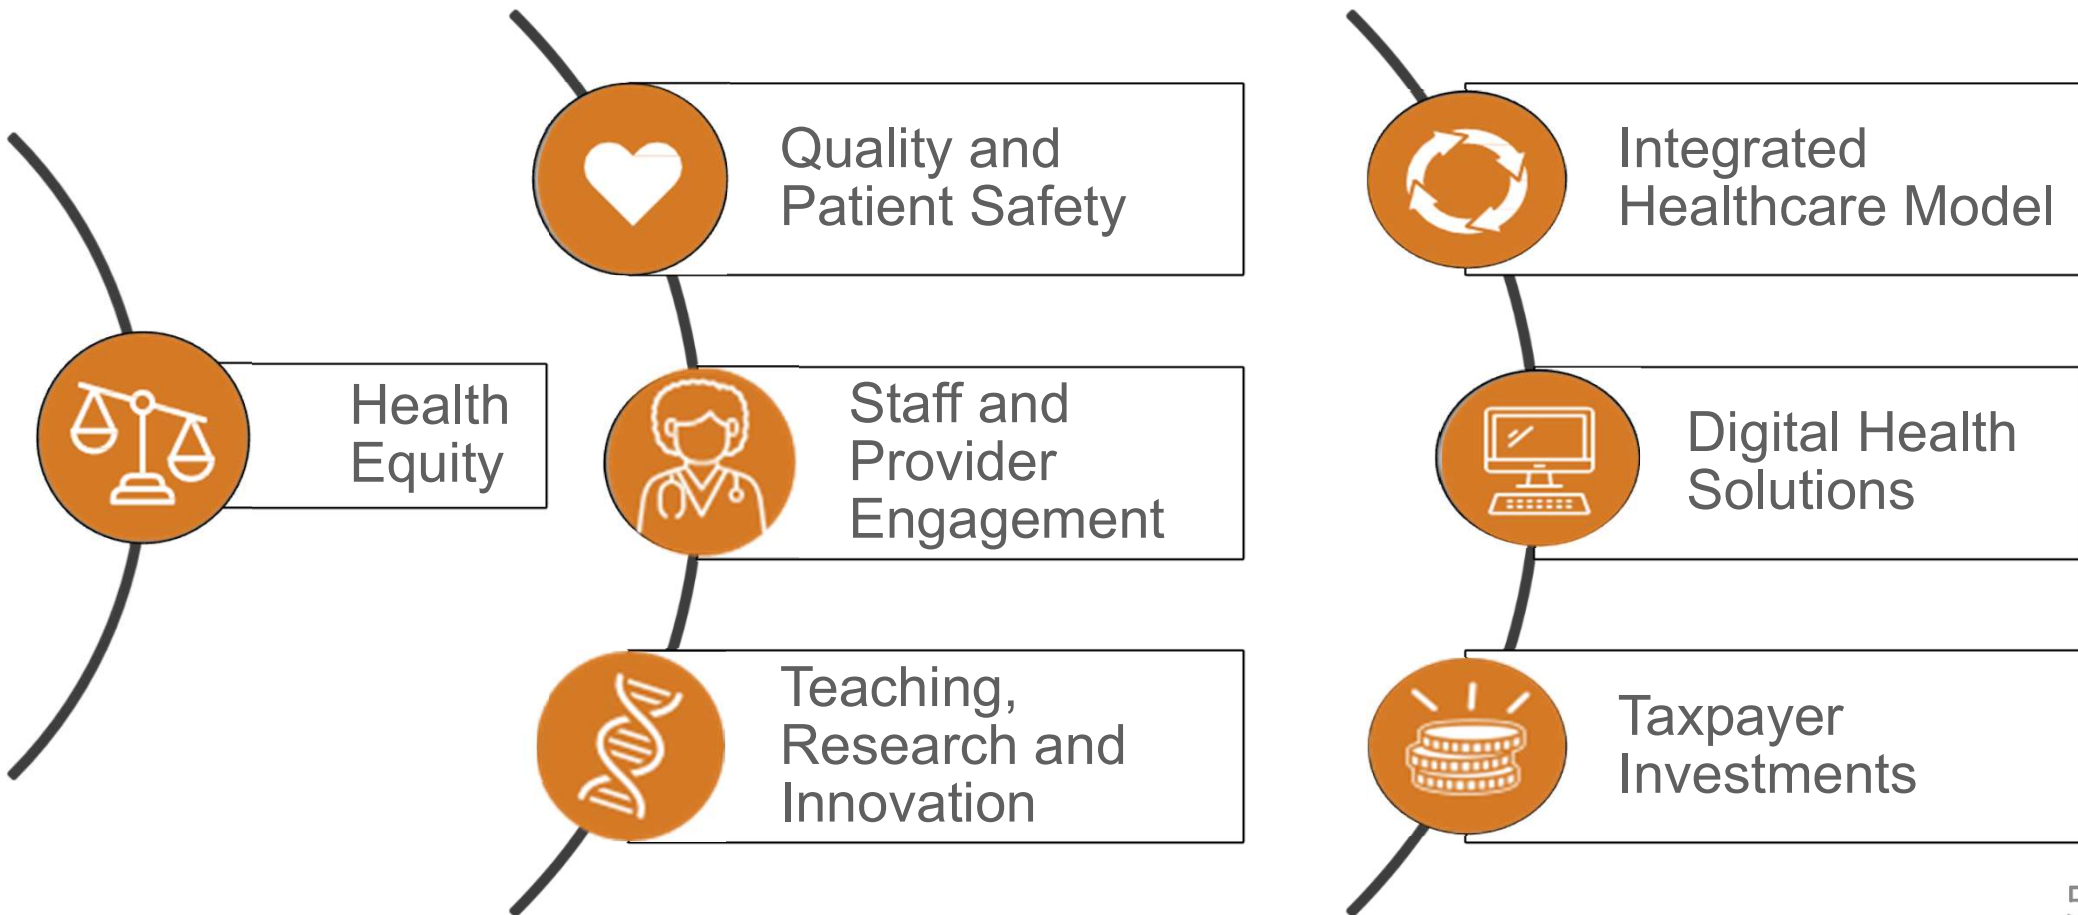 Health
Equity
Quality and
Patient Safety
Staff and
Provider
Engagement
Teaching,
Research and
Innovation
Integrated
Healthcare Model
Digital Health
Solutions
Taxpayer
Investments